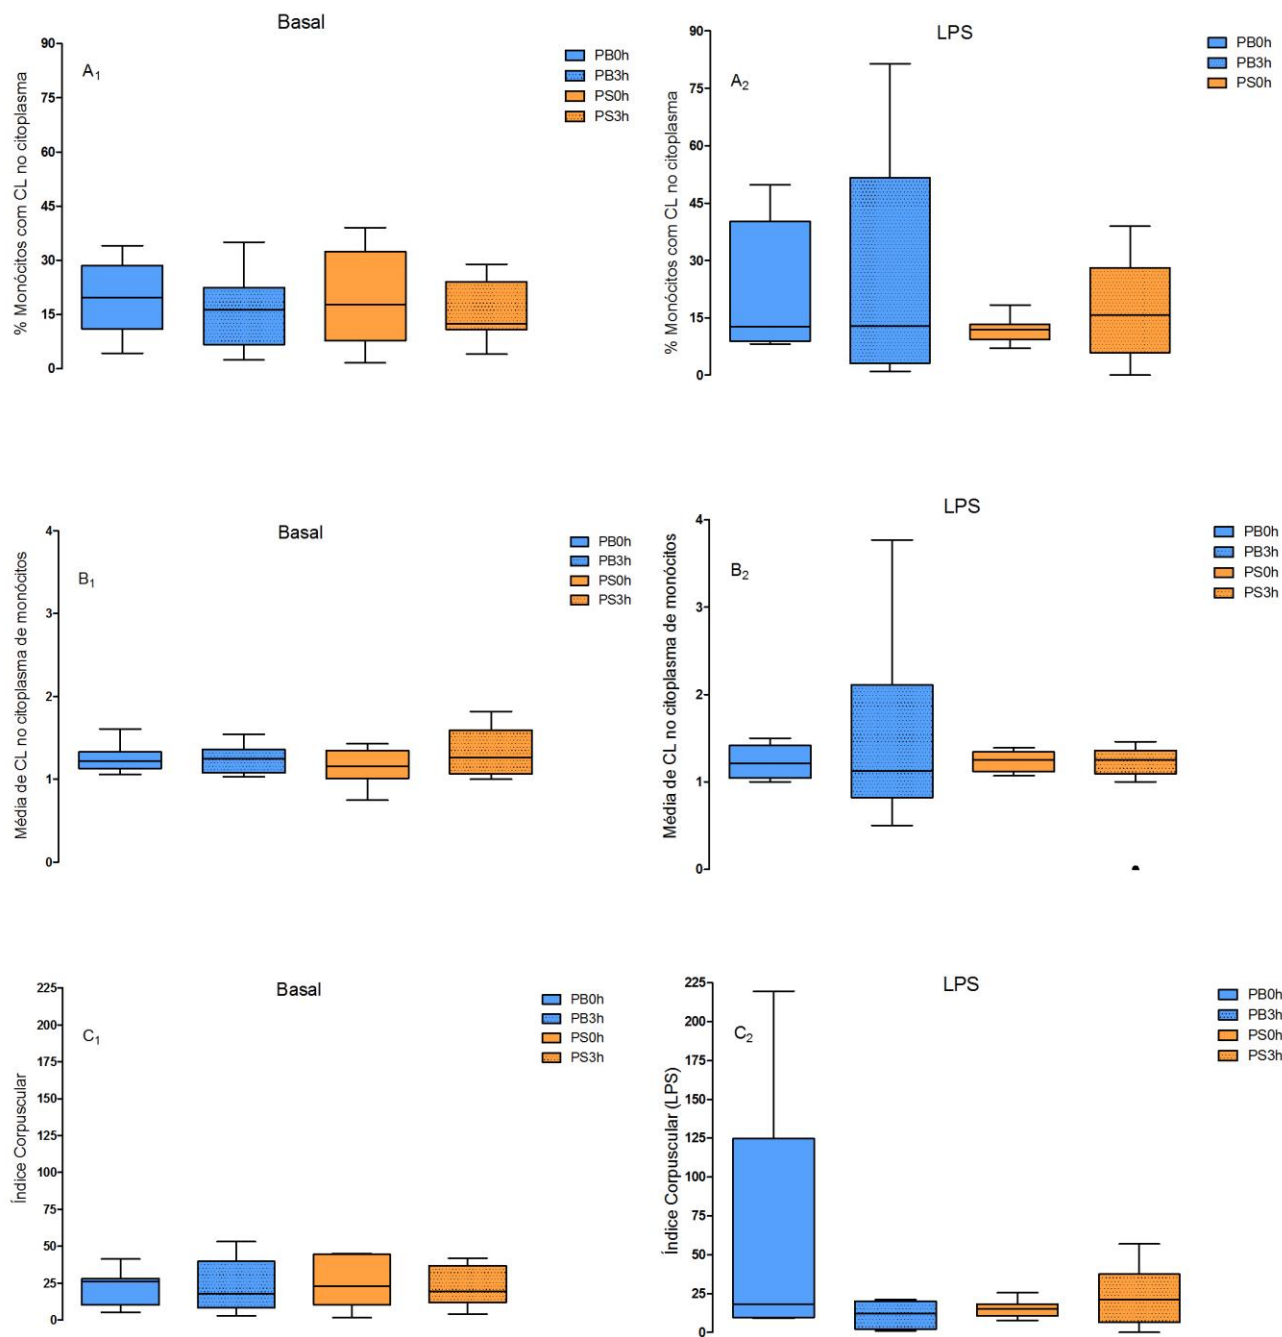 Basal
% Monócitos com CL no citoplasma
A1
90
75
60
45
30
15
0
PB0h
PB3h
PS0h
PS3h
LPS
% Monócitos com CL no citoplasma
A2
90
75
60
45
30
15
0
PB0h
PB3h
PS0h
Basal
Média de CL no citoplasma de monócitos
B1
4
3
2
1
0
PB0h
PB3h
PS0h
PS3h
LPS
Média de CL no citoplasma de monócitos
B2
4
3
2
1
0
PB0h
PB3h
PS0h
PS3h
Basal
Índice Corpuscular
C1
225
200
175
150
125
100
75
50
25
0
PB0h
PB3h
PS0h
PS3h
LPS
Índice Corpuscular (LPS)
C2
225
200
175
150
125
100
75
50
25
0
PB0h
PB3h
PS0h
PS3h